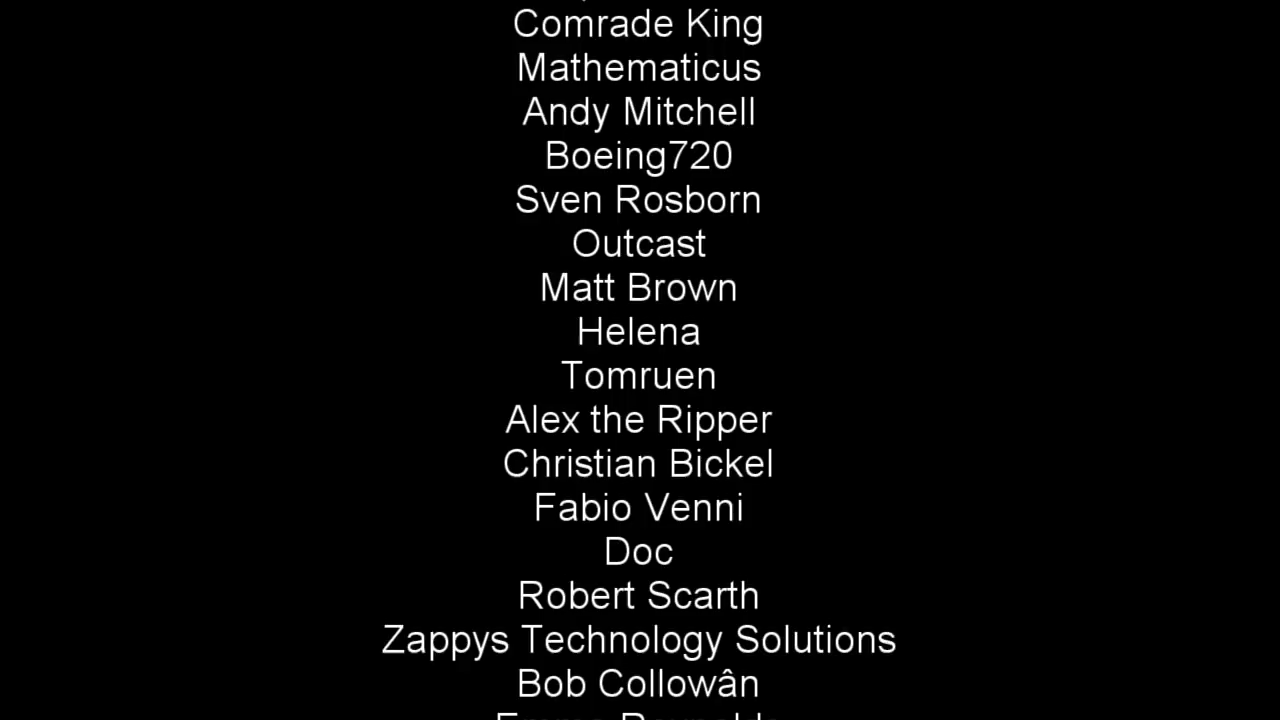 Comrade King
Mathematicus
Andy Mitchell
Boeing720
Sven Rosborn
Outcast
Matt Brown
Helena
Tomruen
Alex the Ripper
Christian Bickel
Fabio Venni
Doc
Robert Scarth
Zappys Technology Solutions
Bob Collowân